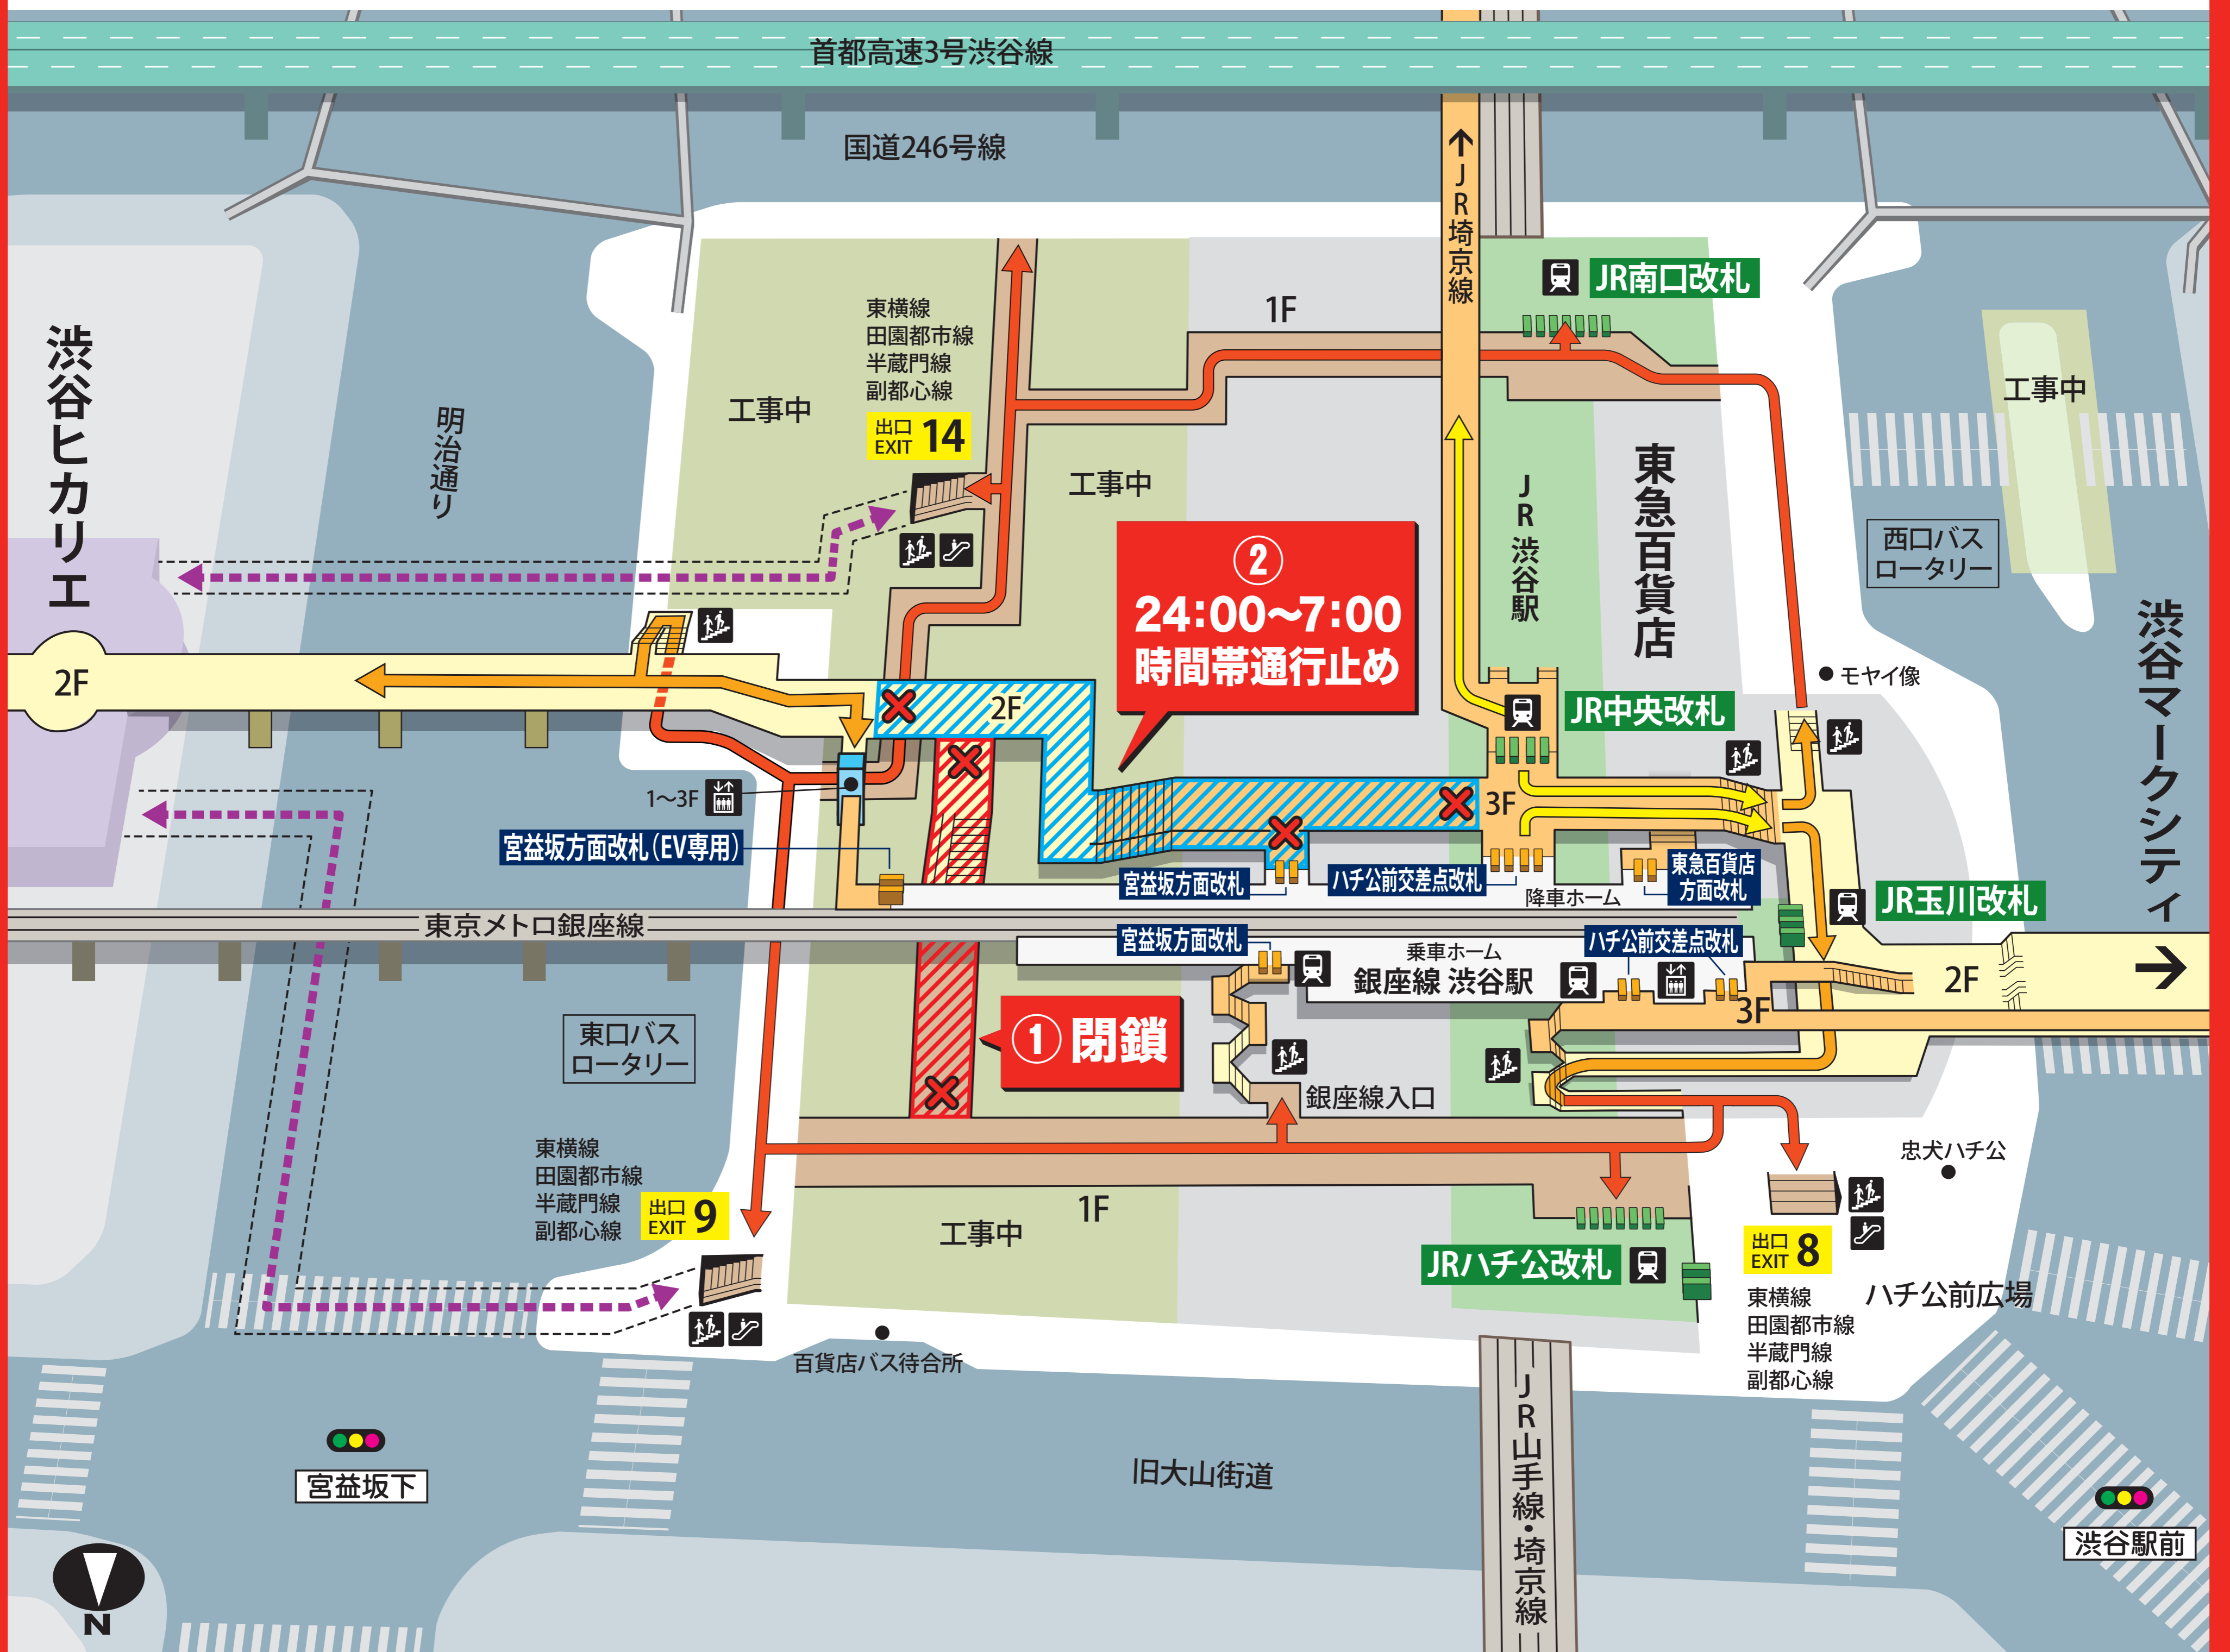 首都高速3号渋谷線
国道246号線
↑JR埼京線
JR南口改札
1F
東横線
田園都市線
半蔵門線
副都心線
出口
EXIT 14
工事中
工事中
工事中
渋谷ヒカリエ
明治通り
JR 渋谷駅
東急百貨店
西口バス
ロータリー
渋谷マークシティ
②
24:00〜7:00
時間帯通行止め
モヤイ像
2F
2F
JR中央改札
1〜3F
3F
宮益坂方面改札(EV専用)
宮益坂方面改札
ハチ公前交差点改札
東急百貨店
方面改札
降車ホーム
JR玉川改札
東京メトロ銀座線
宮益坂方面改札
乗車ホーム
銀座線 渋谷駅
ハチ公前交差点改札
2F
→
3F
①閉鎖
東口バス
ロータリー
銀座線入口
東横線
田園都市線
半蔵門線
副都心線
出口
EXIT 9
1F
工事中
忠犬ハチ公
JRハチ公改札
出口
EXIT 8
東横線
田園都市線
半蔵門線
副都心線
ハチ公前広場
百貨店バス待合所
宮益坂下
旧大山街道
JR山手線・埼京線
渋谷駅前
N